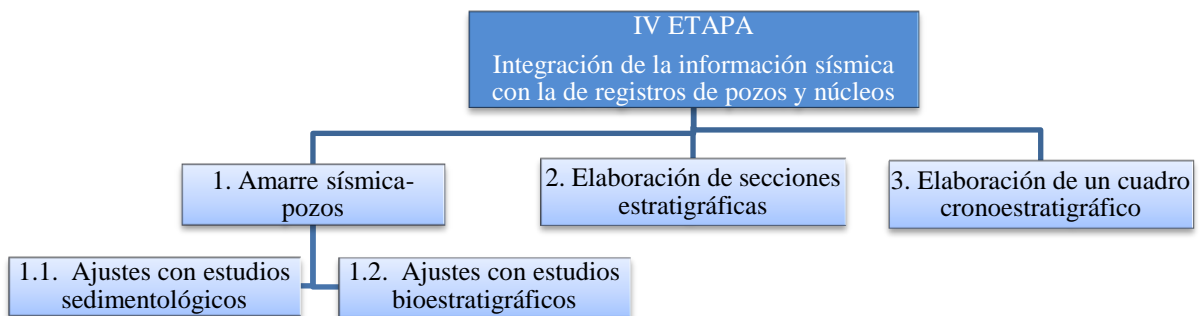 IV ETAPA
Integración de la información sísmica
con la de registros de pozos y núcleos
1. Amarre sísmica-
pozos
2. Elaboración de secciones
estratigráficas
3. Elaboración de un cuadro
cronoestratigráfico
1.1. Ajustes con estudios
sedimentológicos
1.2. Ajustes con estudios
bioestratigráficos